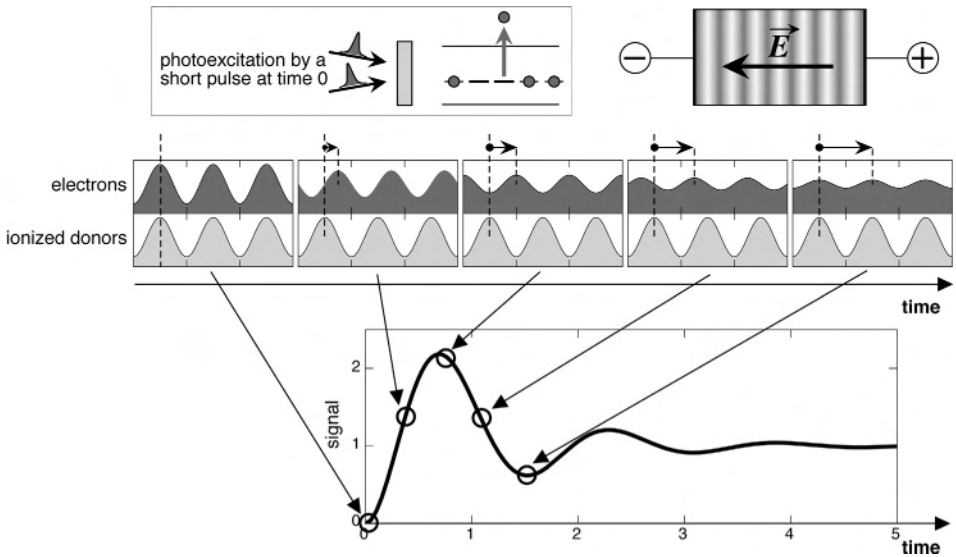 photoexcitation by a
short pulse at time 0
E
−
+
electrons
ionized donors
time
signal
2
1
0
0
1
2
3
4
5
time